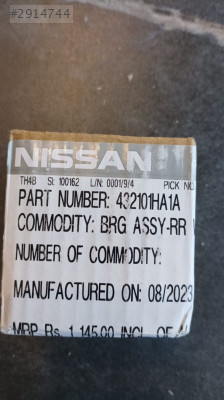 #2914744
NISSAN
TH4B SI: 100162 L/N: 0001/9/4 PICK NO
PART NUMBER: 432101HA1A
COMMODITY: BRG ASSY-RR
NUMBER OF COMMODITY:
MANUFACTURED ON: 08/2023
MRP Rs. 1,145.00 INCL. OF